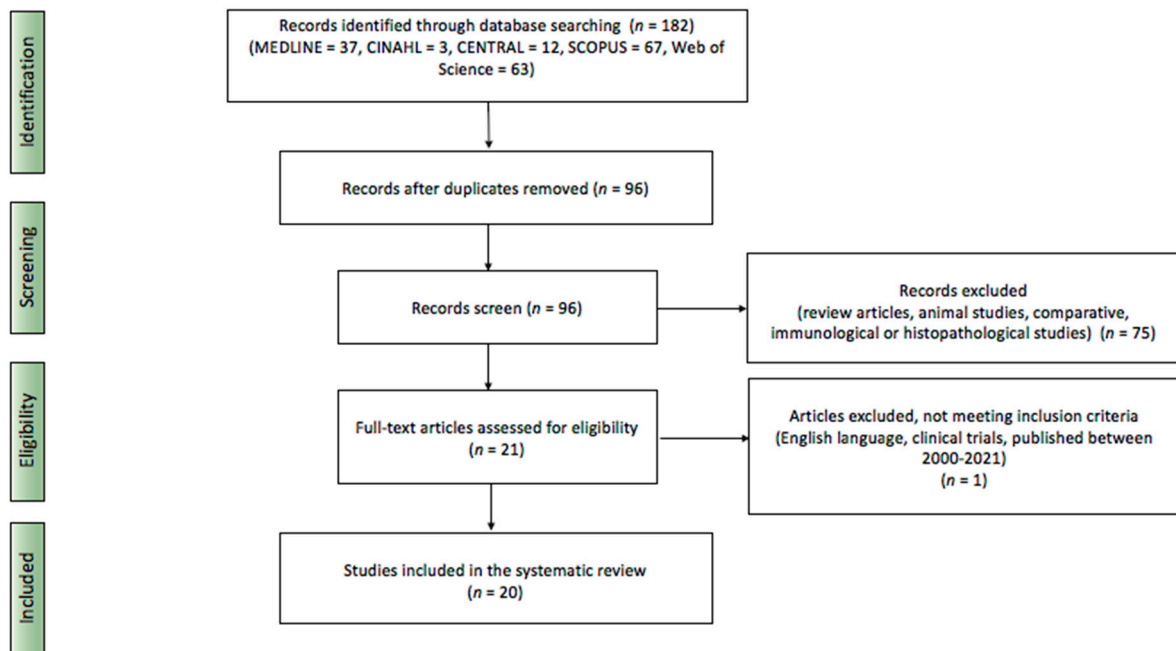 Identification
Records identified through database searching (n = 182)
(MEDLINE = 37, CINAHL = 3, CENTRAL = 12, SCOPUS = 67, Web of
Science = 63)
Records after duplicates removed (n = 96)
Screening
Records screen (n = 96)
Records excluded
(review articles, animal studies, comparative,
immunological or histopathological studies) (n = 75)
Eligibility
Full-text articles assessed for eligibility
(n = 21)
Articles excluded, not meeting inclusion criteria
(English language, clinical trials, published between
2000-2021)
(n = 1)
Included
Studies included in the systematic review
(n = 20)